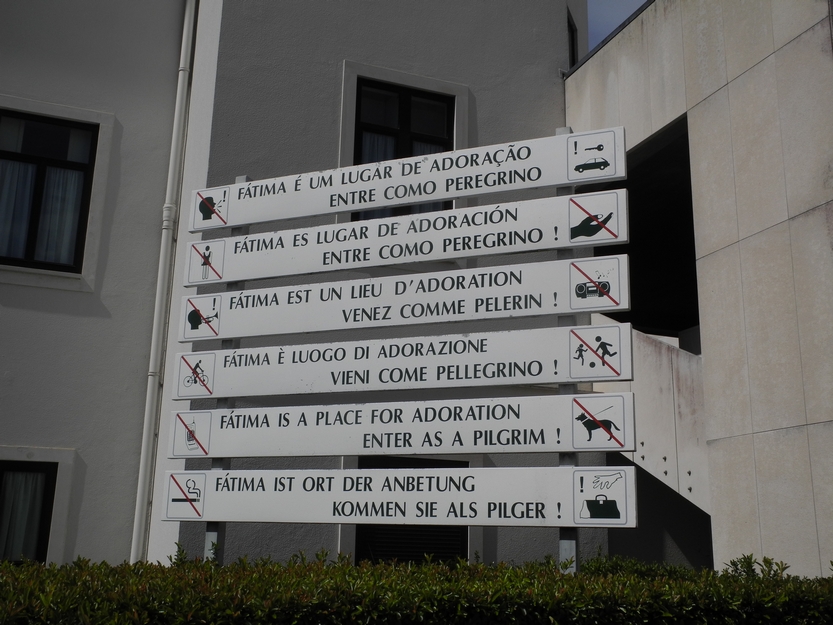 FÁTIMA É UM LUGAR DE ADORAÇÃO
ENTRE COMO PEREGRINO
FÁTIMA ES LUGAR DE ADORACIÓN
ENTRE COMO PEREGRINO !
FÁTIMA EST UN LIEU D'ADORATION
VENEZ COMME PELERIN !
FÁTIMA È LUOGO DI ADORAZIONE
VIENI COME PELLEGRINO !
FÁTIMA IS A PLACE FOR ADORATION
ENTER AS A PILGRIM !
FÁTIMA IST ORT DER ANBETUNG
KOMMEN SIE ALS PILGER !